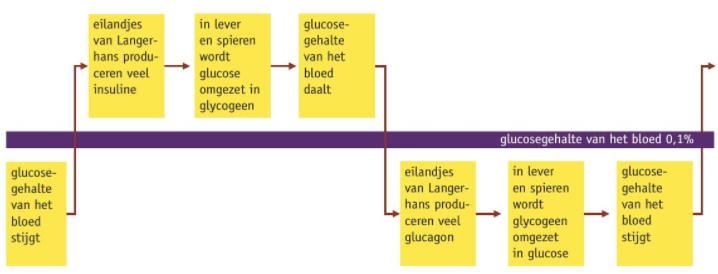 eilandjes
van Langer-
hans produ-
ceren veel
insuline
in lever
en spieren
wordt
glucose
omgezet in
glycogeen
glucose-
gehalte
van het
bloed
daalt
glucosegehalte van het bloed 0,1%
glucose-
gehalte
van het
bloed
stijgt
eilandjes
van Langer-
hans produ-
ceren veel
glucagon
in lever
en spieren
wordt
glycogeen
omgezet
in glucose
glucose-
gehalte
van het
bloed
stijgt